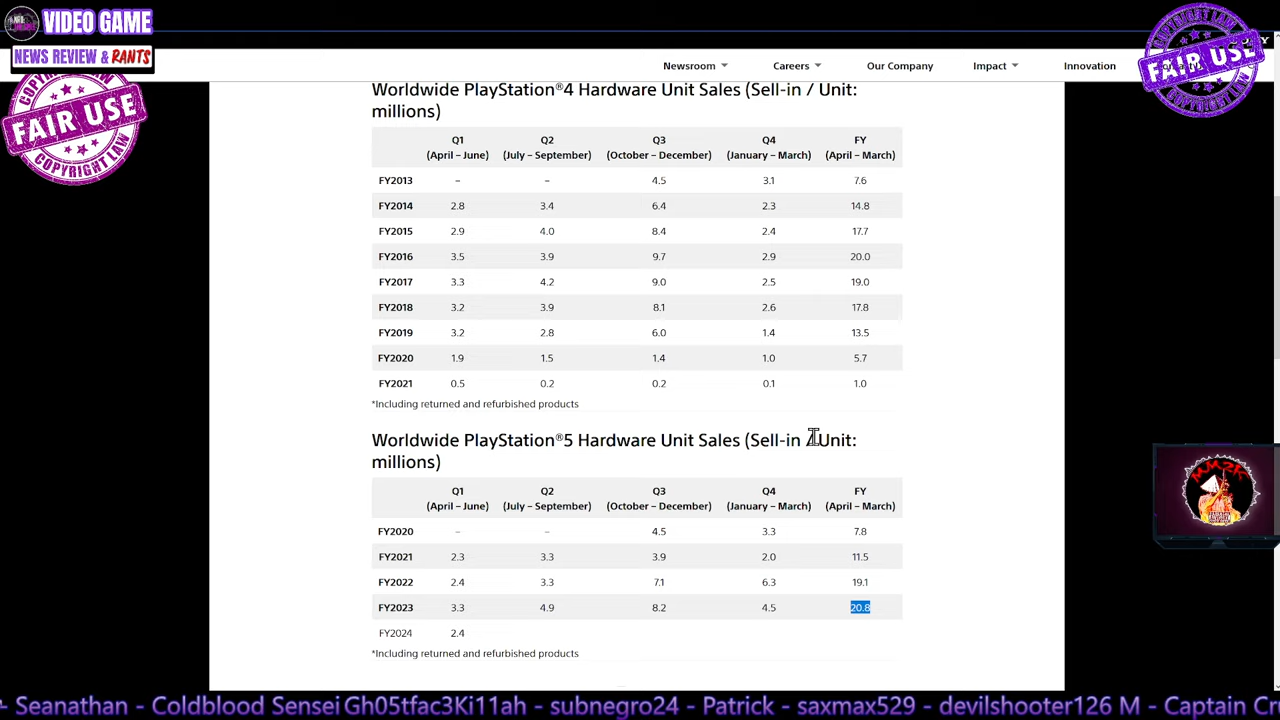 VIDEO GAME
NEWS REVIEW & RANTS
COPYRIGHT LAW
FAIR USE
COPYRIGHT LAW
COPYRIGHT LAW
FAIR USE
COPYRIGHT LAW
Newsroom Careers Our Company Impact Innovation
Worldwide PlayStation®4 Hardware Unit Sales (Sell-in / Unit:
millions)
Q1 Q2 Q3 Q4 FY
(April – June) (July – September) (October – December) (January – March) (April – March)
FY2013 – – 4.5 3.1 7.6
FY2014 2.8 3.4 6.4 2.3 14.8
FY2015 2.9 4.0 8.4 2.4 17.7
FY2016 3.5 3.9 9.7 2.9 20.0
FY2017 3.3 4.2 9.0 2.5 19.0
FY2018 3.2 3.9 8.1 2.6 17.8
FY2019 3.2 2.8 6.0 1.4 13.5
FY2020 1.9 1.5 1.4 1.0 5.7
FY2021 0.5 0.2 0.2 0.1 1.0
*Including returned and refurbished products
Worldwide PlayStation®5 Hardware Unit Sales (Sell-in / Unit:
millions)
Q1 Q2 Q3 Q4 FY
(April – June) (July – September) (October – December) (January – March) (April – March)
FY2020 – – 4.5 3.3 7.8
FY2021 2.3 3.3 3.9 2.0 11.5
FY2022 2.4 3.3 7.1 6.3 19.1
FY2023 3.3 4.9 8.2 4.5 20.8
FY2024 2.4
*Including returned and refurbished products
MM2K
- Seanathan - Coldblood Sensei Gh05tfac3Ki11ah - subnegro24 - Patrick - saxmax529 - devilshooter126 M - Captain Cr